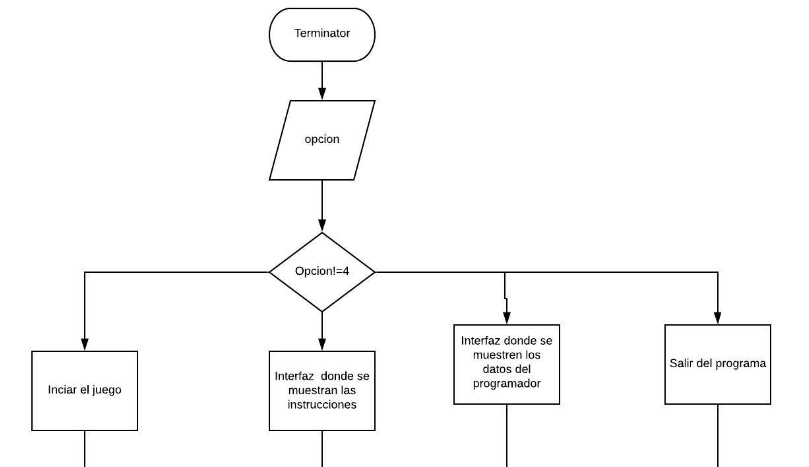 Terminator
opcion
Opcion!=4
Inciar el juego
Interfaz donde se
muestran las
instrucciones
Interfaz donde se
muestren los
datos del
programador
Salir del programa